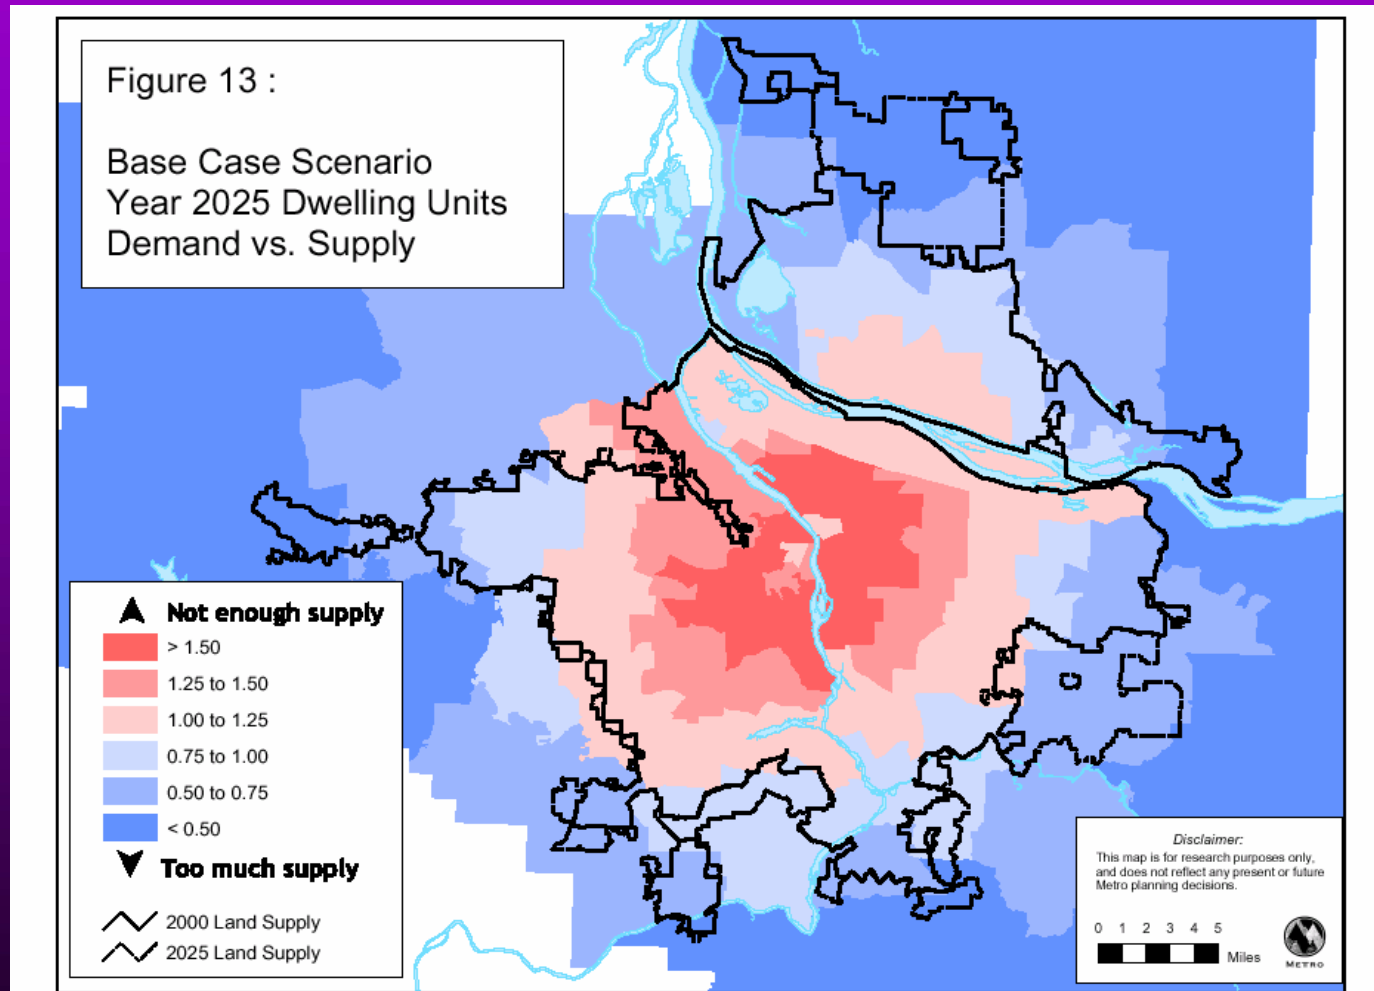 Figure 13 :
Base Case Scenario
Year 2025 Dwelling Units
Demand vs. Supply
Not enough supply
> 1.50
1.25 to 1.50
1.00 to 1.25
0.75 to 1.00
0.50 to 0.75
< 0.50
Too much supply
2000 Land Supply
2025 Land Supply
Disclaimer:
This map is for research purposes only,
and does not reflect any present or future
Metro planning decisions.
0 1 2 3 4 5
Miles
METRO